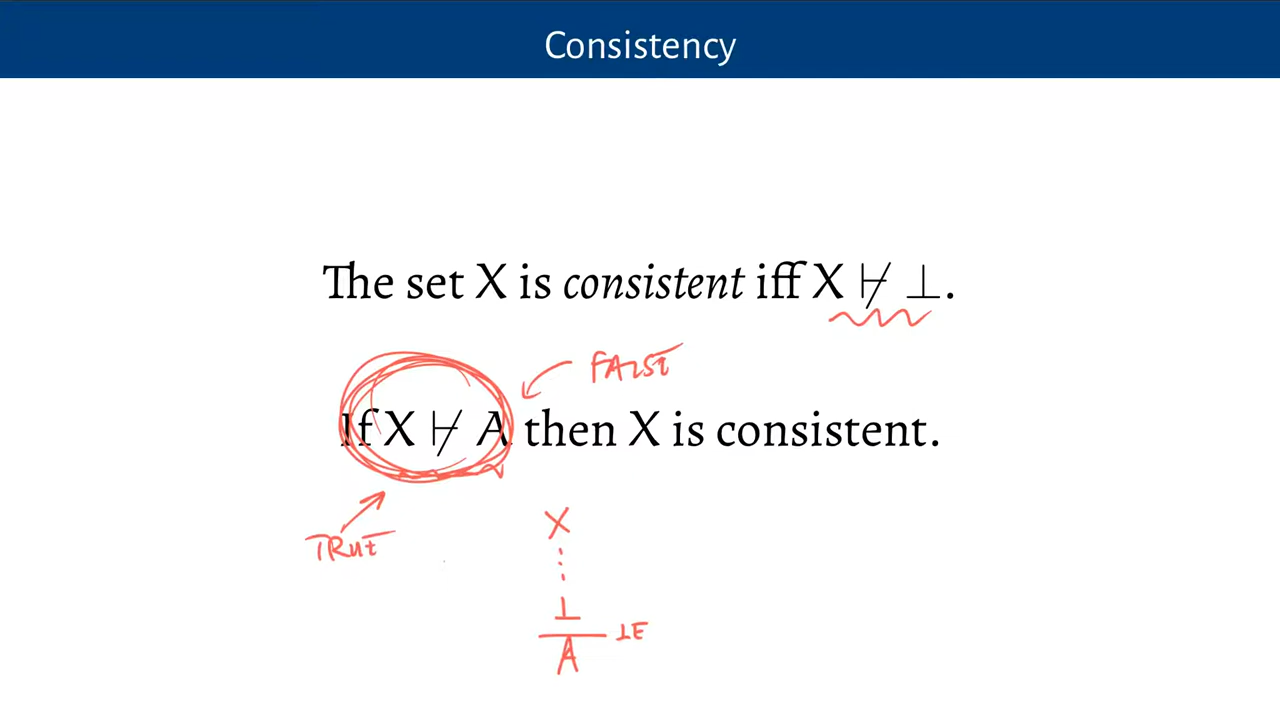 Consistency
The set X is consistent iff X ⊬ ⊥.
FALSE
If X ⊬ A then X is consistent.
X
TRUE
⋮
⊥
⊥E
A